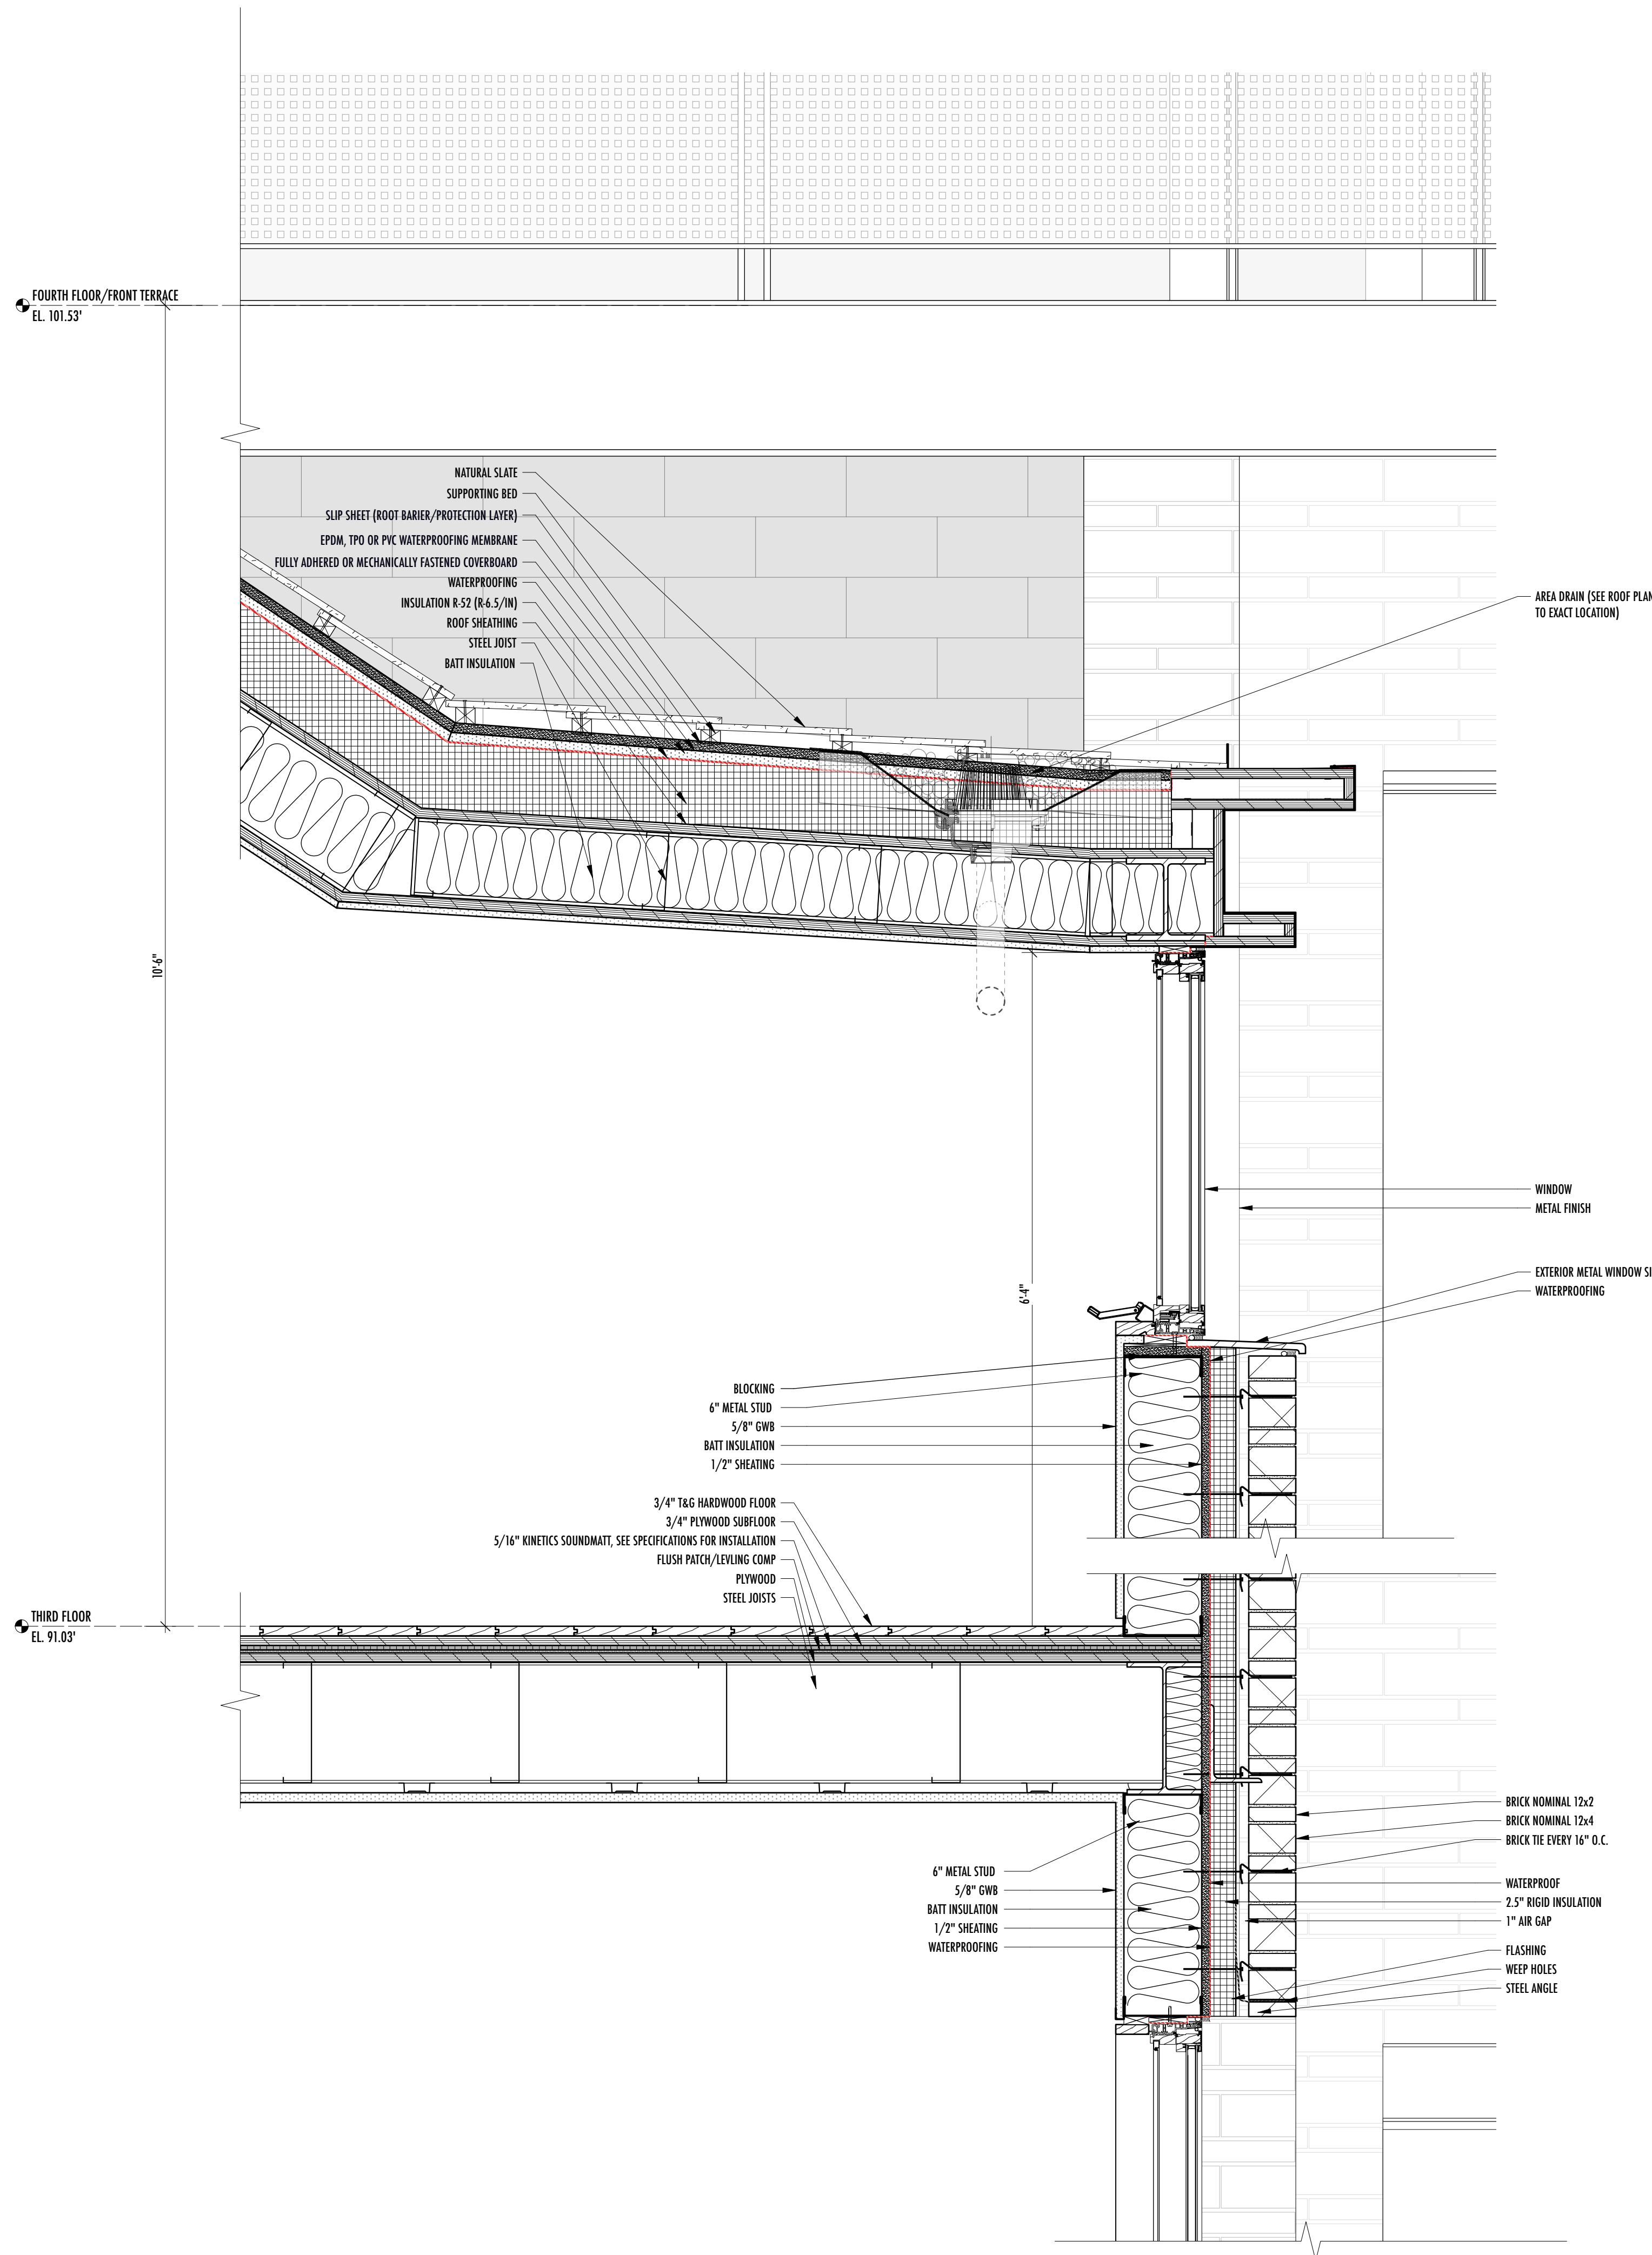 FOURTH FLOOR/FRONT TERRACE
EL. 101.53'
NATURAL SLATE
SUPPORTING BED
SLIP SHEET (ROOT BARIER/PROTECTION LAYER)
EPDM, TPO OR PVC WATERPROOFING MEMBRANE
FULLY ADHERED OR MECHANICALLY FASTENED COVERBOARD
WATERPROOFING
INSULATION R-52 (R-6.5/IN)
ROOF SHEATHING
STEEL JOIST
BATT INSULATION
AREA DRAIN (SEE ROOF PLAN
TO EXACT LOCATION)
10'-6"
WINDOW
METAL FINISH
EXTERIOR METAL WINDOW SI
WATERPROOFING
6'-4"
BLOCKING
6" METAL STUD
5/8" GWB
BATT INSULATION
1/2" SHEATING
3/4" T&G HARDWOOD FLOOR
3/4" PLYWOOD SUBFLOOR
5/16" KINETICS SOUNDMATT, SEE SPECIFICATIONS FOR INSTALLATION
FLUSH PATCH/LEVLING COMP
PLYWOOD
STEEL JOISTS
THIRD FLOOR
EL. 91.03'
BRICK NOMINAL 12x2
BRICK NOMINAL 12x4
BRICK TIE EVERY 16" O.C.
6" METAL STUD
5/8" GWB
BATT INSULATION
1/2" SHEATING
WATERPROOFING
WATERPROOF
2.5" RIGID INSULATION
1" AIR GAP
FLASHING
WEEP HOLES
STEEL ANGLE